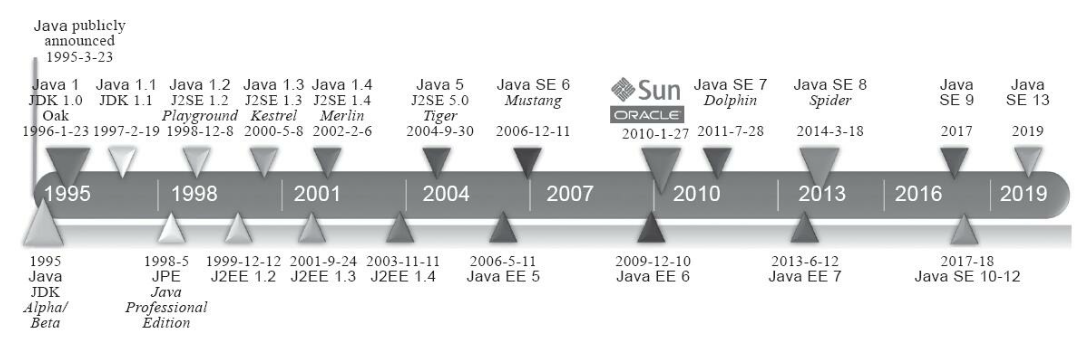 Java publicly
announced
1995-3-23
Java 1
JDK 1.0
Oak
1996-1-23
Java 1.1
JDK 1.1
1997-2-19
Java 1.2
J2SE 1.2
Playground
1998-12-8
Java 1.3
J2SE 1.3
Kestrel
2000-5-8
Java 1.4
J2SE 1.4
Merlin
2002-2-6
Java 5
J2SE 5.0
Tiger
2004-9-30
Java SE 6
Mustang
2006-12-11
Sun
ORACLE
2010-1-27
Java SE 7
Dolphin
2011-7-28
Java SE 8
Spider
2014-3-18
Java
SE 9
2017
Java
SE 13
2019
1995 1998 2001 2004 2007 2010 2013 2016 2019
1995
Java
JDK
Alpha/
Beta
1998-5
JPE
Java
Professional
Edition
1999-12-12
J2EE 1.2
2001-9-24
J2EE 1.3
2003-11-11
J2EE 1.4
2006-5-11
Java EE 5
2009-12-10
Java EE 6
2013-6-12
Java EE 7
2017-18
Java SE 10-12